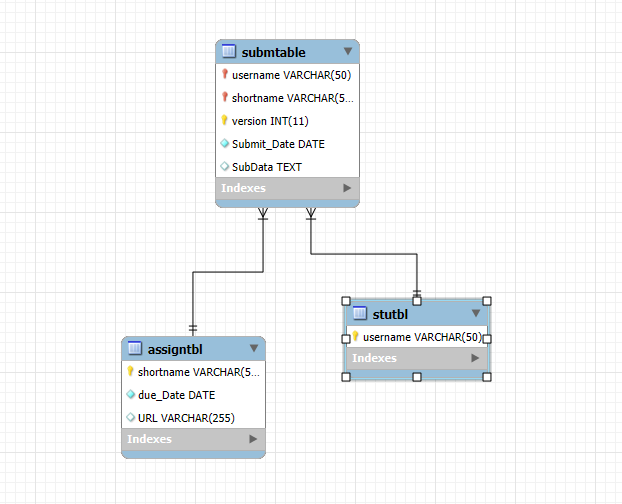 submtable
username VARCHAR(50)
shortname VARCHAR(5...
version INT(11)
Submit_Date DATE
SubData TEXT
Indexes
stutbl
username VARCHAR(50)
Indexes
assigntbl
shortname VARCHAR(5...
due_Date DATE
URL VARCHAR(255)
Indexes